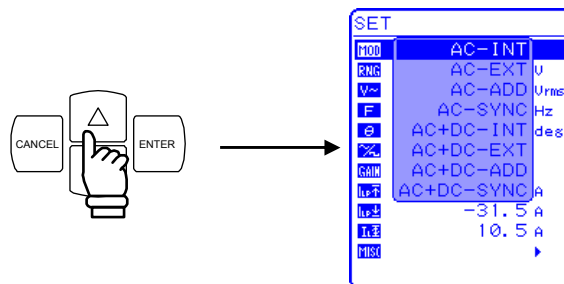 SET
MOD AC-INT
RNG AC-EXT V
V~ AC-ADD Vrms
F AC-SYNC Hz
θ AC+DC-INT deg
AC+DC-EXT
GAIN AC+DC-ADD
AC+DC-SYNC A
-31.5 A
10.5 A
MISC
CANCEL
ENTER